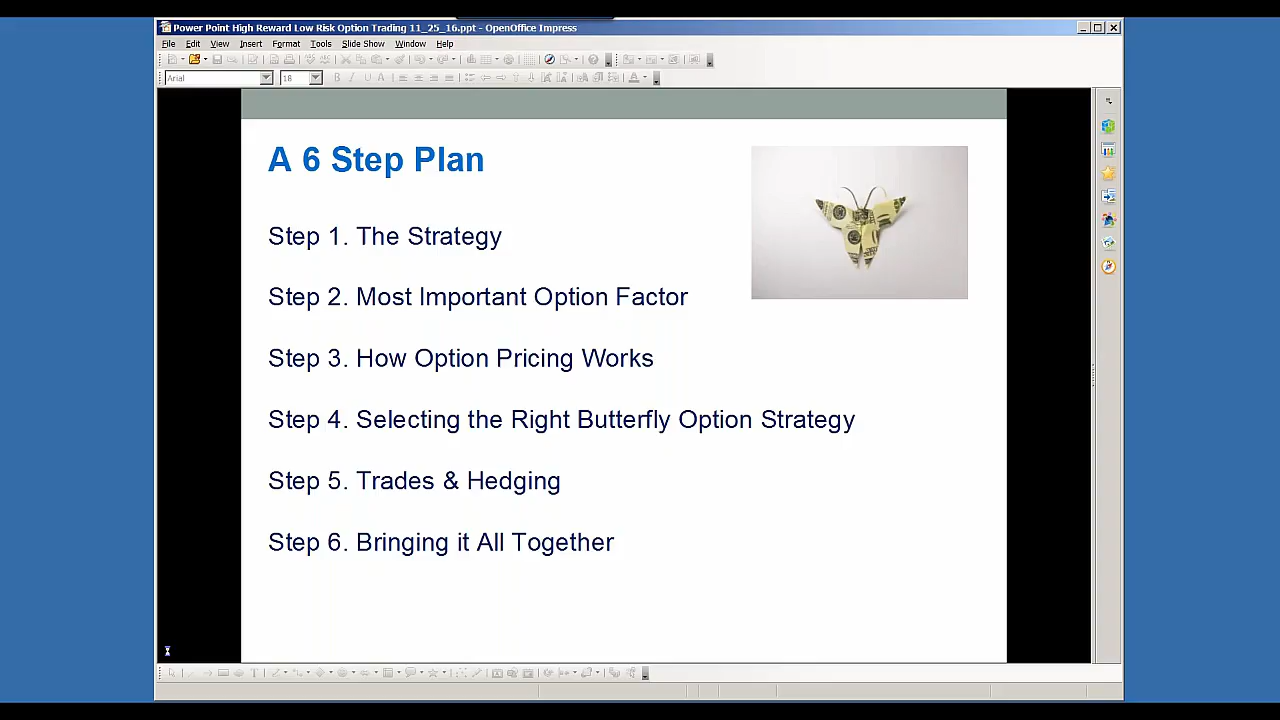 Power Point High Reward Low Risk Option Trading 11_25_16.ppt - OpenOffice Impress
File Edit View Insert Format Tools Slide Show Window Help
Arial 18
A 6 Step Plan
Step 1. The Strategy
Step 2. Most Important Option Factor
Step 3. How Option Pricing Works
Step 4. Selecting the Right Butterfly Option Strategy
Step 5. Trades & Hedging
Step 6. Bringing it All Together